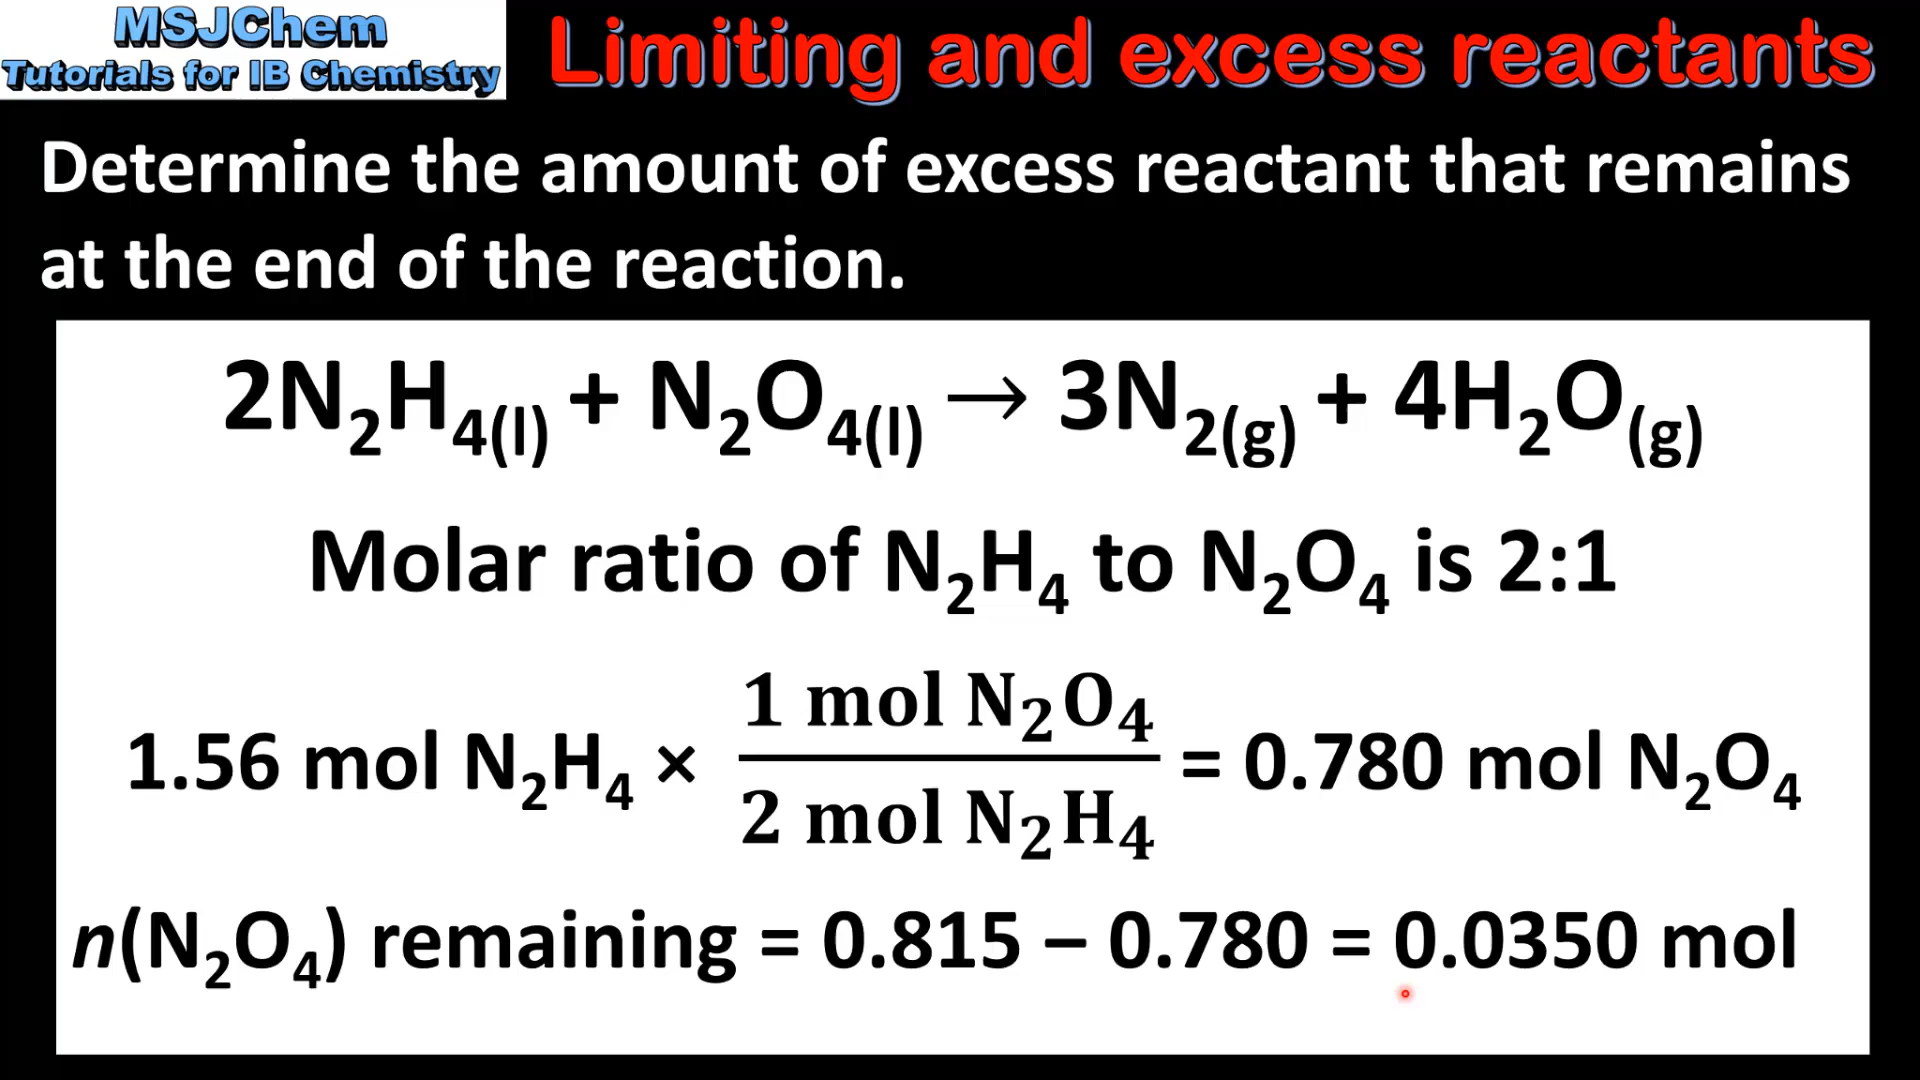 MSJChem
Tutorials for IB Chemistry
Limiting and excess reactants
Determine the amount of excess reactant that remains
at the end of the reaction.
2N₂H₄(l) + N₂O₄(l) → 3N₂(g) + 4H₂O(g)
Molar ratio of N₂H₄ to N₂O₄ is 2:1
1.56 mol N₂H₄ × 1 mol N₂O₄ / 2 mol N₂H₄ = 0.780 mol N₂O₄
n(N₂O₄) remaining = 0.815 – 0.780 = 0.0350 mol